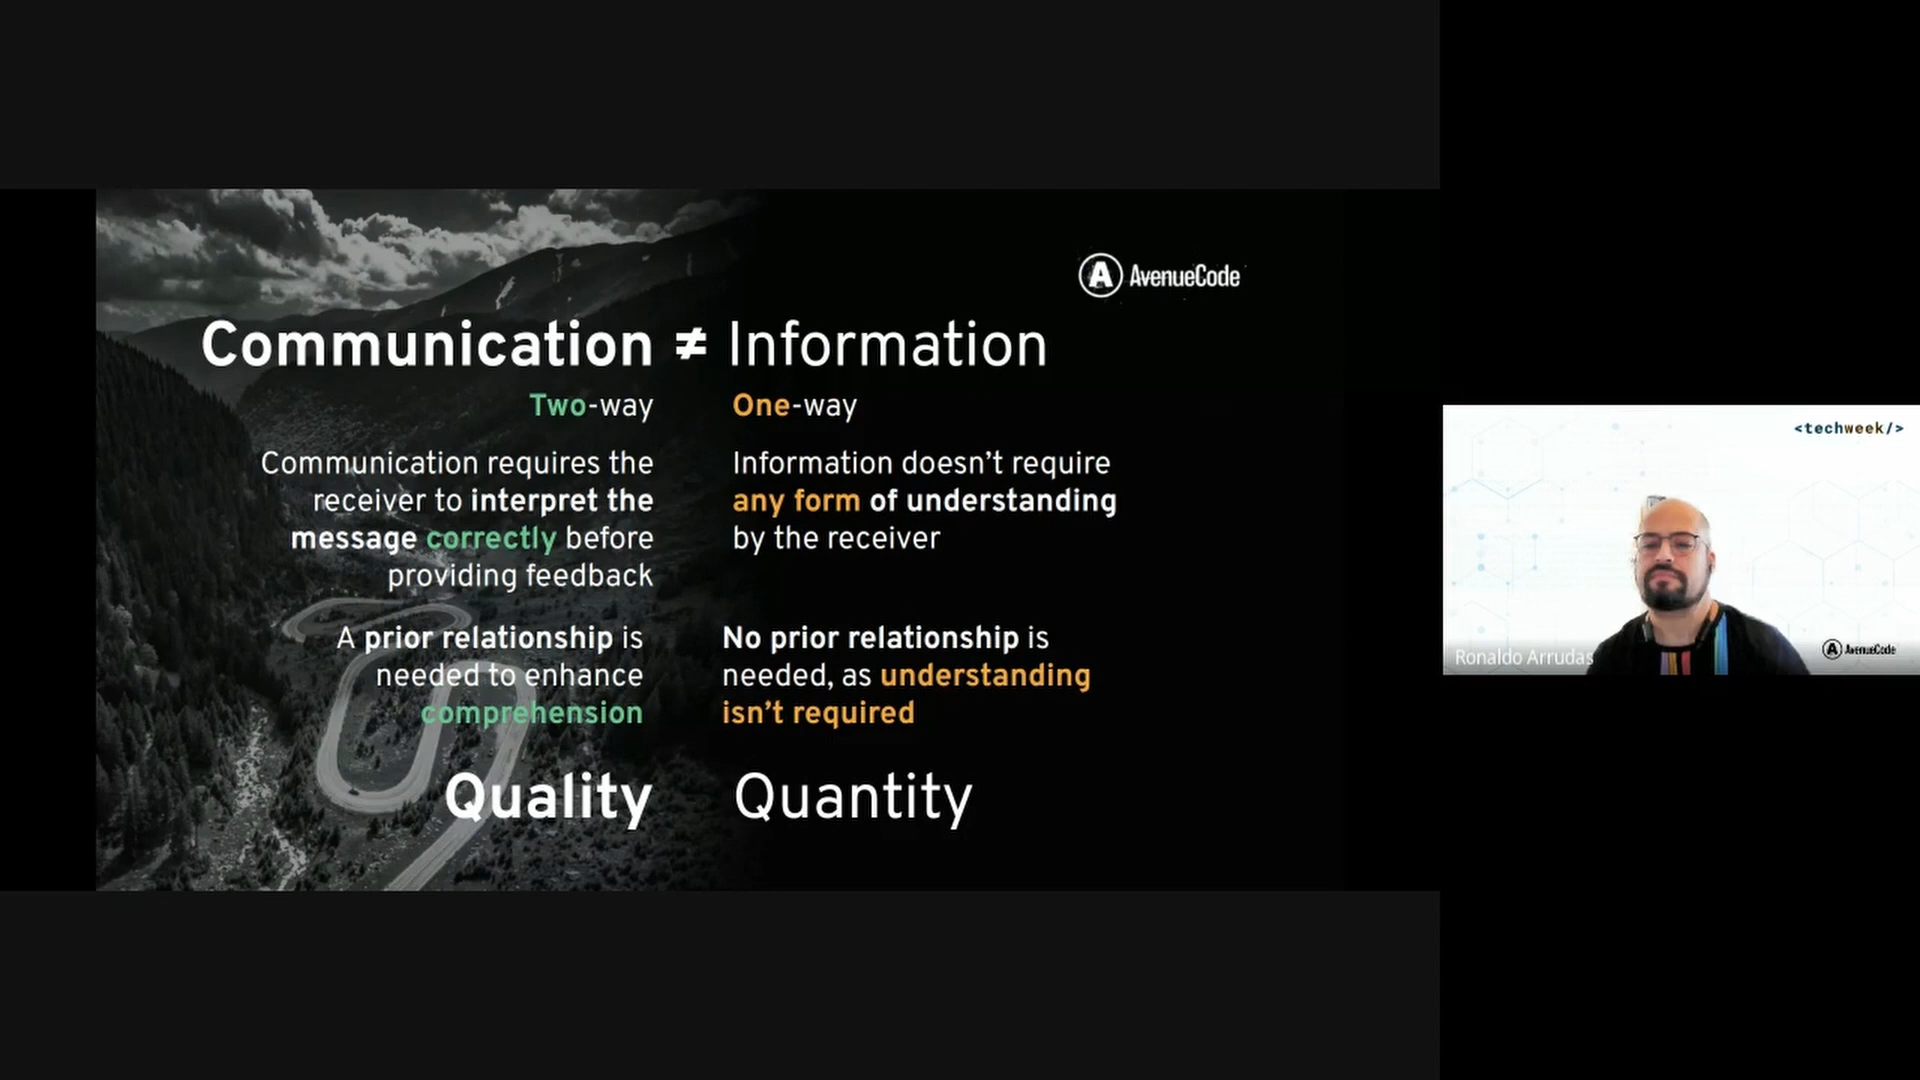 AvenueCode
Communication ≠ Information
Two-way
Communication requires the
receiver to interpret the
message correctly before
providing feedback
A prior relationship is
needed to enhance
comprehension
Quality
One-way
Information doesn’t require
any form of understanding
by the receiver
No prior relationship is
needed, as understanding
isn’t required
Quantity
<techweek/>
Ronaldo Arrudas
AvenueCode